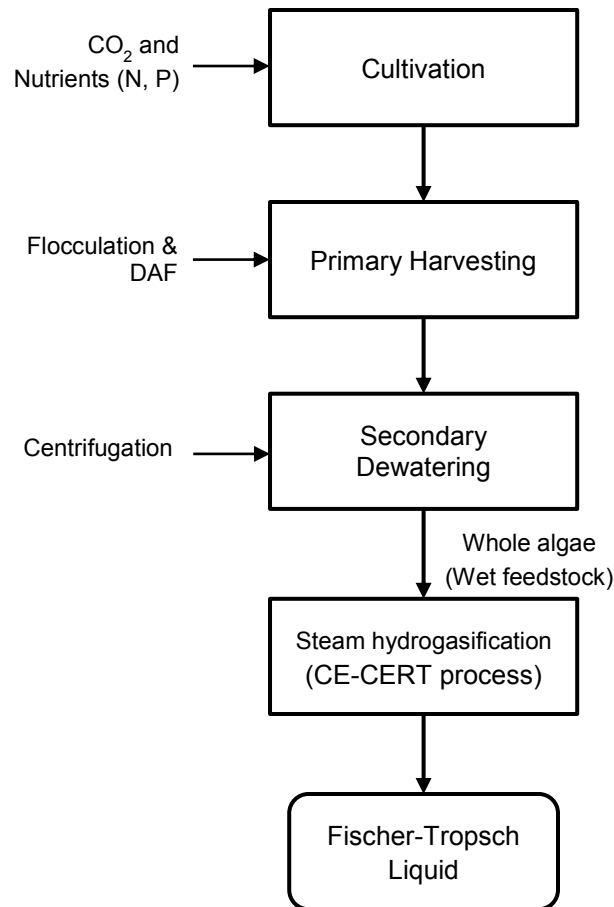 CO₂ and
Nutrients (N, P)
Cultivation
Flocculation &
DAF
Primary Harvesting
Centrifugation
Secondary
Dewatering
Whole algae
(Wet feedstock)
Steam hydrogasification
(CE-CERT process)
Fischer-Tropsch
Liquid